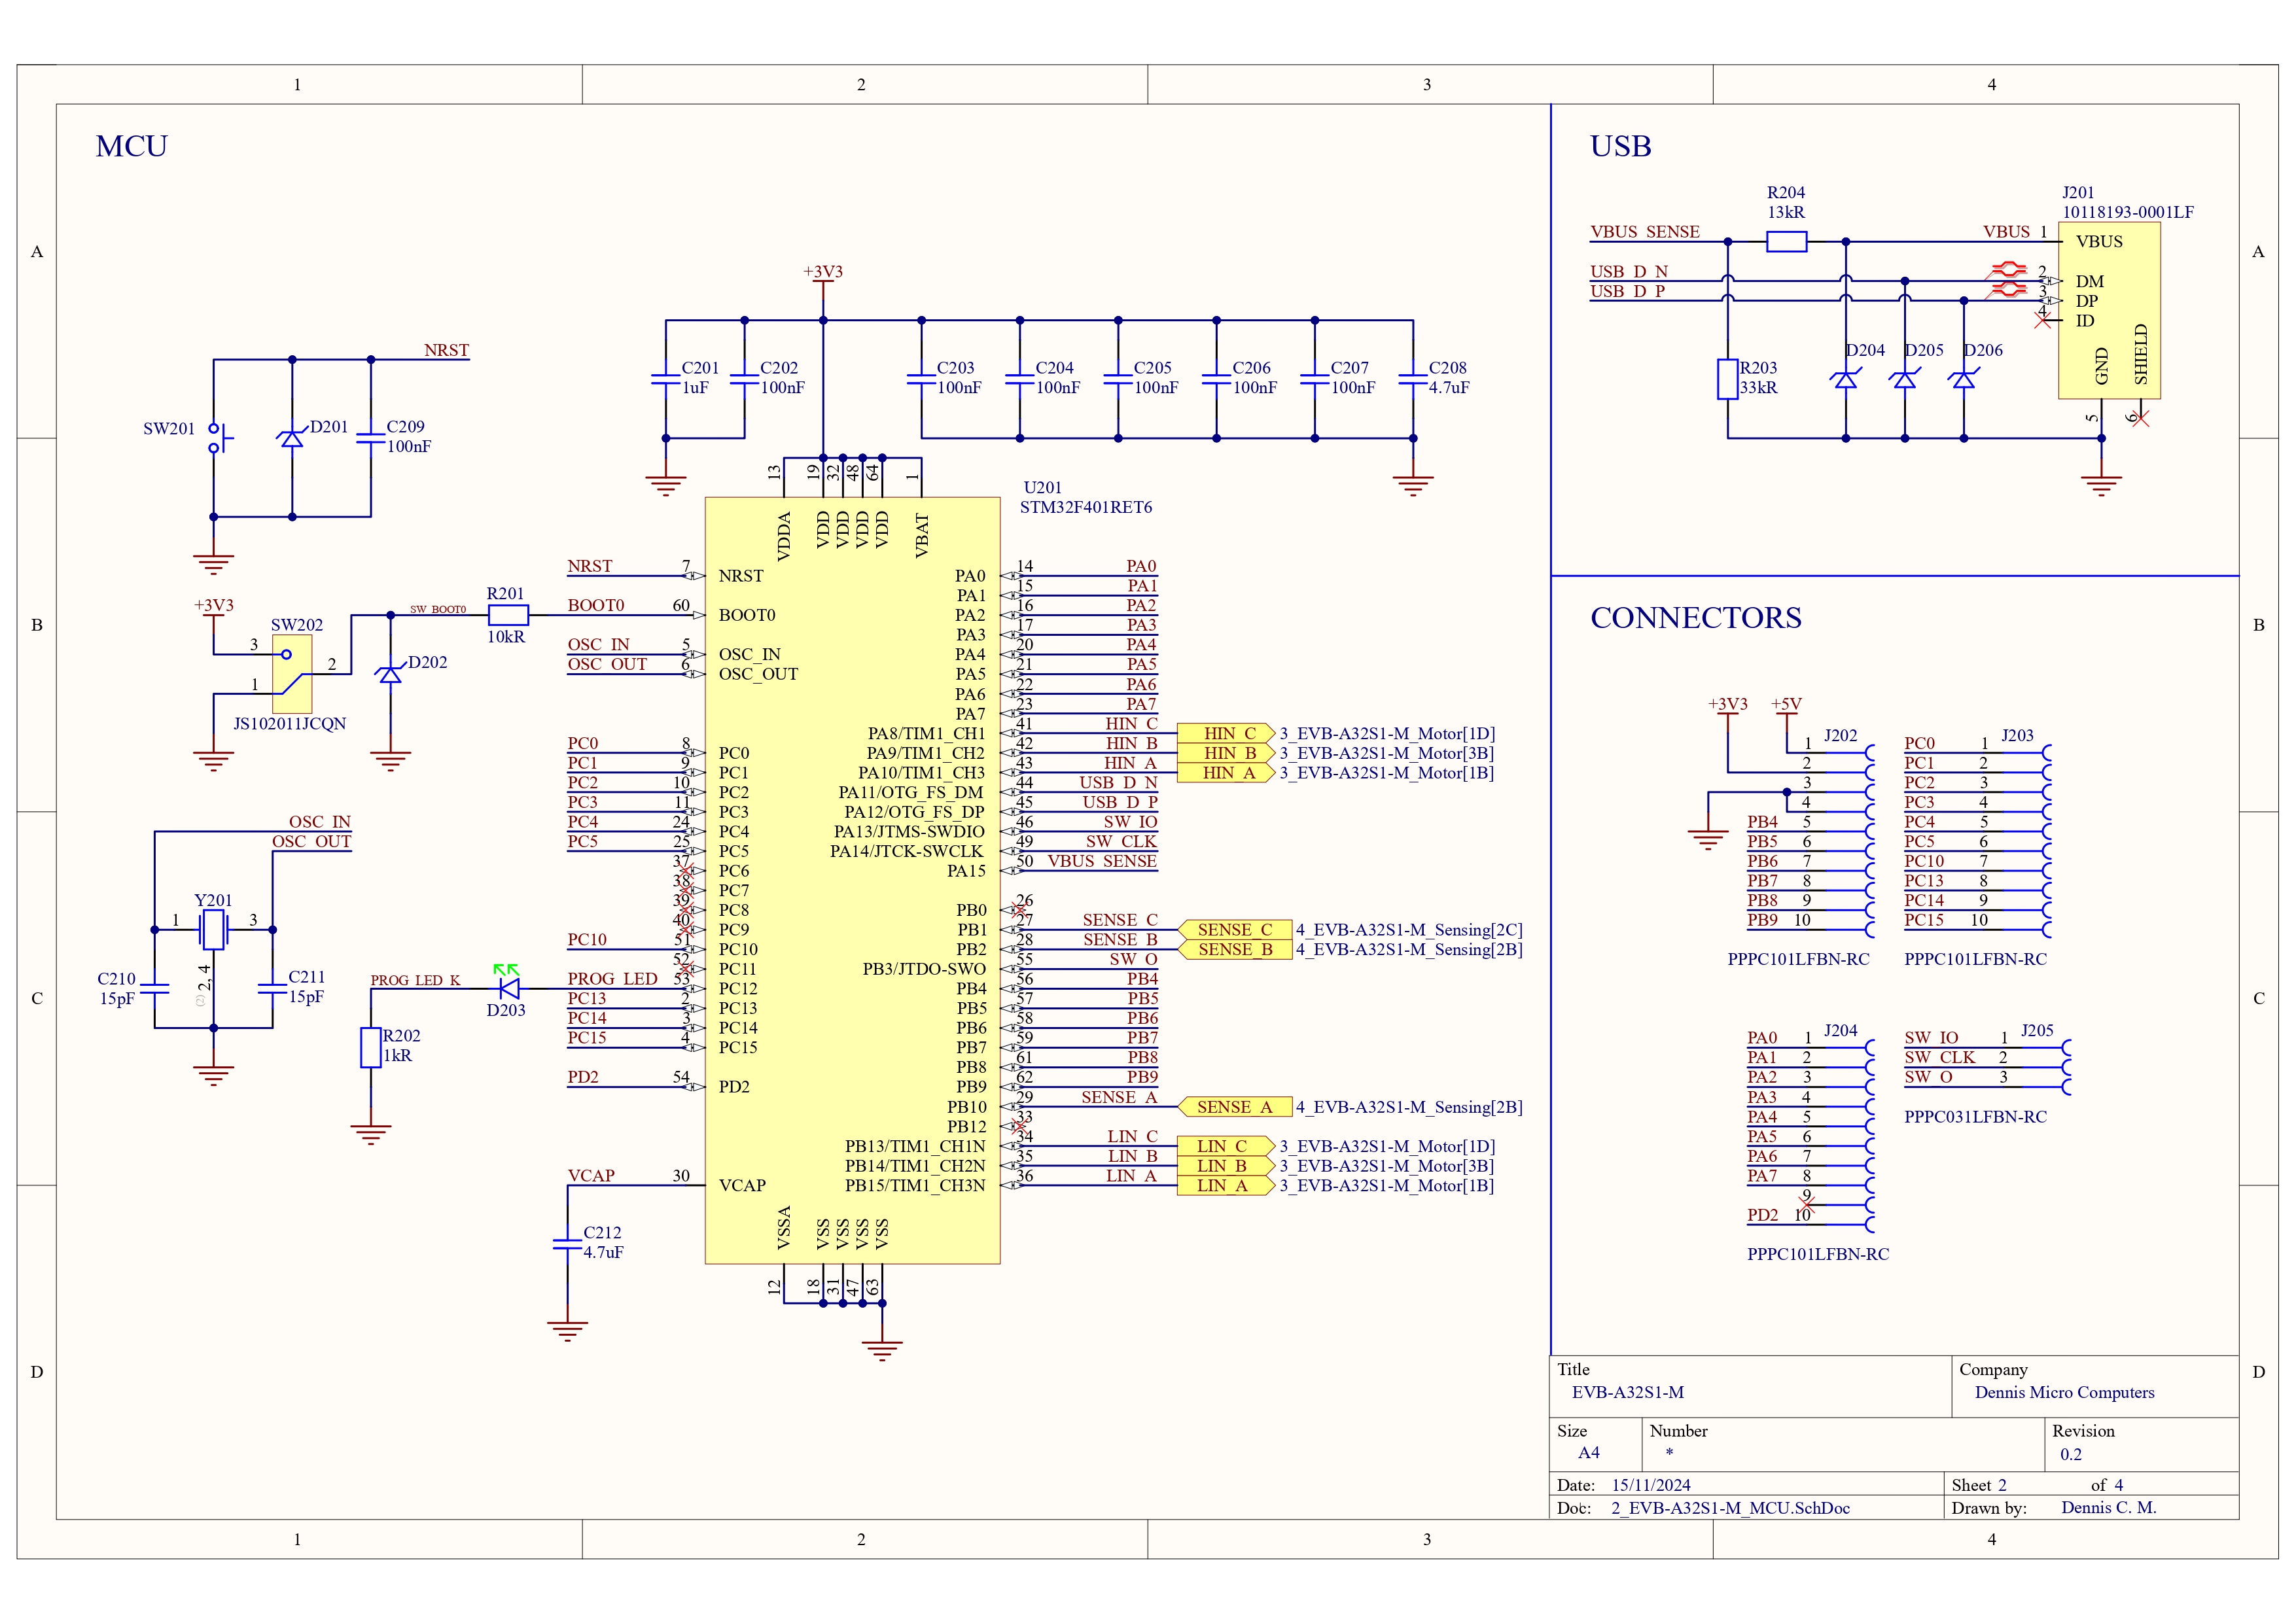 1 2 3 4
A
B
C
D
MCU
NRST
SW201
D201
C209
100nF
+3V3
SW202
3
2
1
JS102011JCQN
D202
SW_BOOT0
R201
10kR
OSC_IN
OSC_OUT
Y201
1 3
2, 4
(2)
C210
15pF
C211
15pF
PROG_LED_K
D203
R202
1kR
+3V3
C201
1uF
C202
100nF
C203
100nF
C204
100nF
C205
100nF
C206
100nF
C207
100nF
C208
4.7uF
U201
STM32F401RET6
13 19 32 48 64 1
VDDA VDD VDD VDD VDD VBAT
NRST 7 NRST
BOOT0 60 BOOT0
OSC_IN 5 OSC_IN
OSC_OUT 6 OSC_OUT
PC0 8 PC0
PC1 9 PC1
PC2 10 PC2
PC3 11 PC3
PC4 24 PC4
PC5 25 PC5
37 PC6
38 PC7
39 PC8
40 PC9
PC10 51 PC10
52 PC11
PROG_LED 53 PC12
PC13 2 PC13
PC14 3 PC14
PC15 4 PC15
PD2 54 PD2
VCAP 30 VCAP
C212
4.7uF
PA0 14 PA0
PA1 15 PA1
PA2 16 PA2
PA3 17 PA3
PA4 20 PA4
PA5 21 PA5
PA6 22 PA6
PA7 23 PA7
PA8/TIM1_CH1 41 HIN_C HIN_C 3_EVB-A32S1-M_Motor[1D]
PA9/TIM1_CH2 42 HIN_B HIN_B 3_EVB-A32S1-M_Motor[3B]
PA10/TIM1_CH3 43 HIN_A HIN_A 3_EVB-A32S1-M_Motor[1B]
PA11/OTG_FS_DM 44 USB_D_N
PA12/OTG_FS_DP 45 USB_D_P
PA13/JTMS-SWDIO 46 SW_IO
PA14/JTCK-SWCLK 49 SW_CLK
PA15 50 VBUS_SENSE
PB0 26
PB1 27 SENSE_C SENSE_C 4_EVB-A32S1-M_Sensing[2C]
PB2 28 SENSE_B SENSE_B 4_EVB-A32S1-M_Sensing[2B]
PB3/JTDO-SWO 55 SW_O
PB4 56 PB4
PB5 57 PB5
PB6 58 PB6
PB7 59 PB7
PB8 61 PB8
PB9 62 PB9
PB10 29 SENSE_A SENSE_A 4_EVB-A32S1-M_Sensing[2B]
PB12 33
PB13/TIM1_CH1N 34 LIN_C LIN_C 3_EVB-A32S1-M_Motor[1D]
PB14/TIM1_CH2N 35 LIN_B LIN_B 3_EVB-A32S1-M_Motor[3B]
PB15/TIM1_CH3N 36 LIN_A LIN_A 3_EVB-A32S1-M_Motor[1B]
VSSA VSS VSS VSS VSS
12 18 31 47 63
USB
VBUS_SENSE
R204
13kR
J201
10118193-0001LF
VBUS 1 VBUS
USB_D_N 2 DM
USB_D_P 3 DP
4 ID
GND SHIELD
5 6
R203
33kR
D204 D205 D206
CONNECTORS
+3V3 +5V
J202
1
2
3
4
PB4 5
PB5 6
PB6 7
PB7 8
PB8 9
PB9 10
PPPC101LFBN-RC
J203
PC0 1
PC1 2
PC2 3
PC3 4
PC4 5
PC5 6
PC10 7
PC13 8
PC14 9
PC15 10
PPPC101LFBN-RC
J204
PA0 1
PA1 2
PA2 3
PA3 4
PA4 5
PA5 6
PA6 7
PA7 8
9
PD2 10
PPPC101LFBN-RC
J205
SW_IO 1
SW_CLK 2
SW_O 3
PPPC031LFBN-RC
Title
EVB-A32S1-M
Company
Dennis Micro Computers
Size
A4
Number
*
Revision
0.2
Date: 15/11/2024
Sheet 2 of 4
Doc: 2_EVB-A32S1-M_MCU.SchDoc
Drawn by: Dennis C. M.
A
B
C
D
1 2 3 4